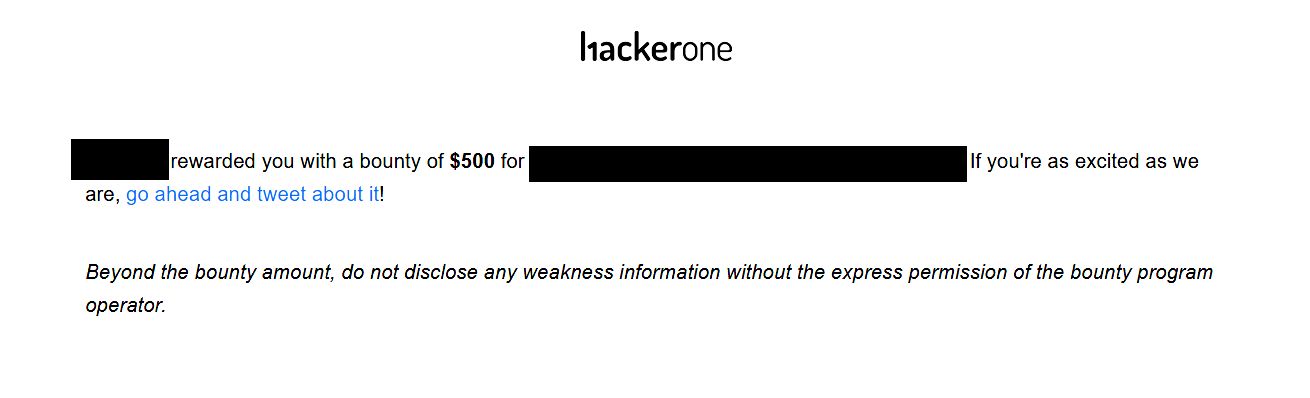 hackerone
rewarded you with a bounty of $500 for If you're as excited as we
are, go ahead and tweet about it!
Beyond the bounty amount, do not disclose any weakness information without the express permission of the bounty program
operator.